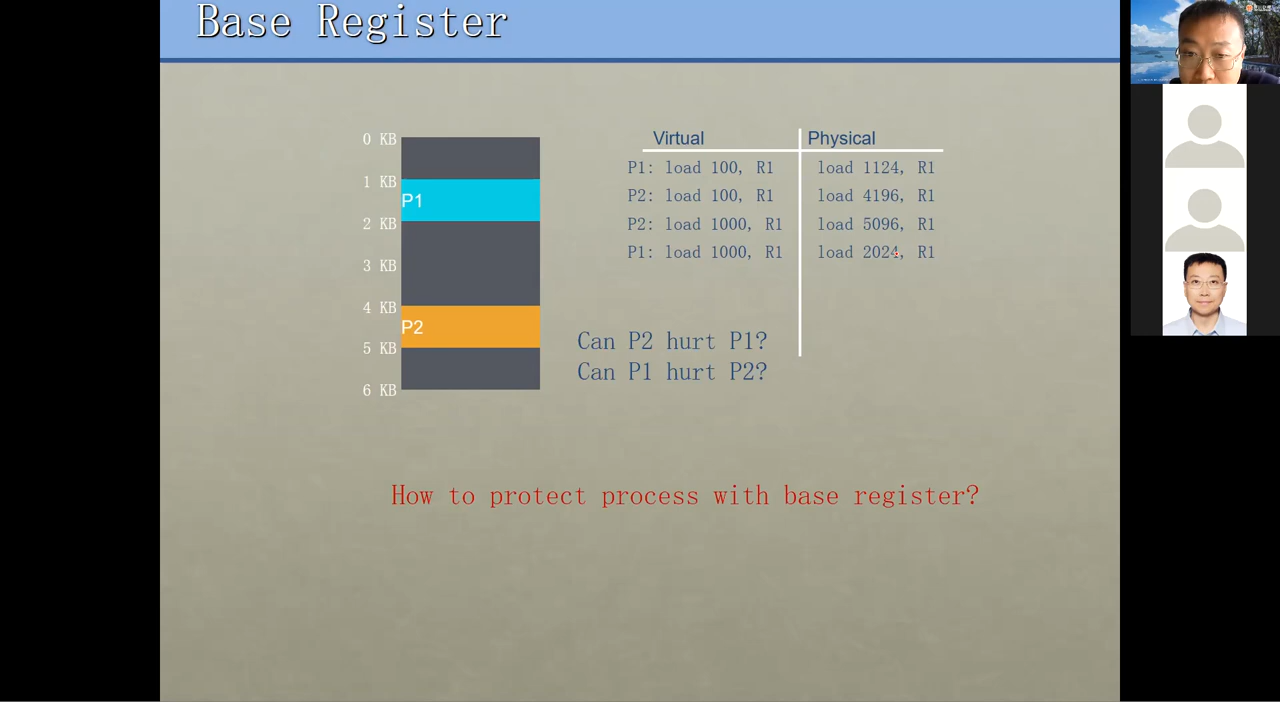 Base Register
0 KB
1 KB
P1
2 KB
3 KB
4 KB
P2
5 KB
6 KB
Virtual Physical
P1: load 100, R1 load 1124, R1
P2: load 100, R1 load 4196, R1
P2: load 1000, R1 load 5096, R1
P1: load 1000, R1 load 2024, R1
Can P2 hurt P1?
Can P1 hurt P2?
How to protect process with base register?